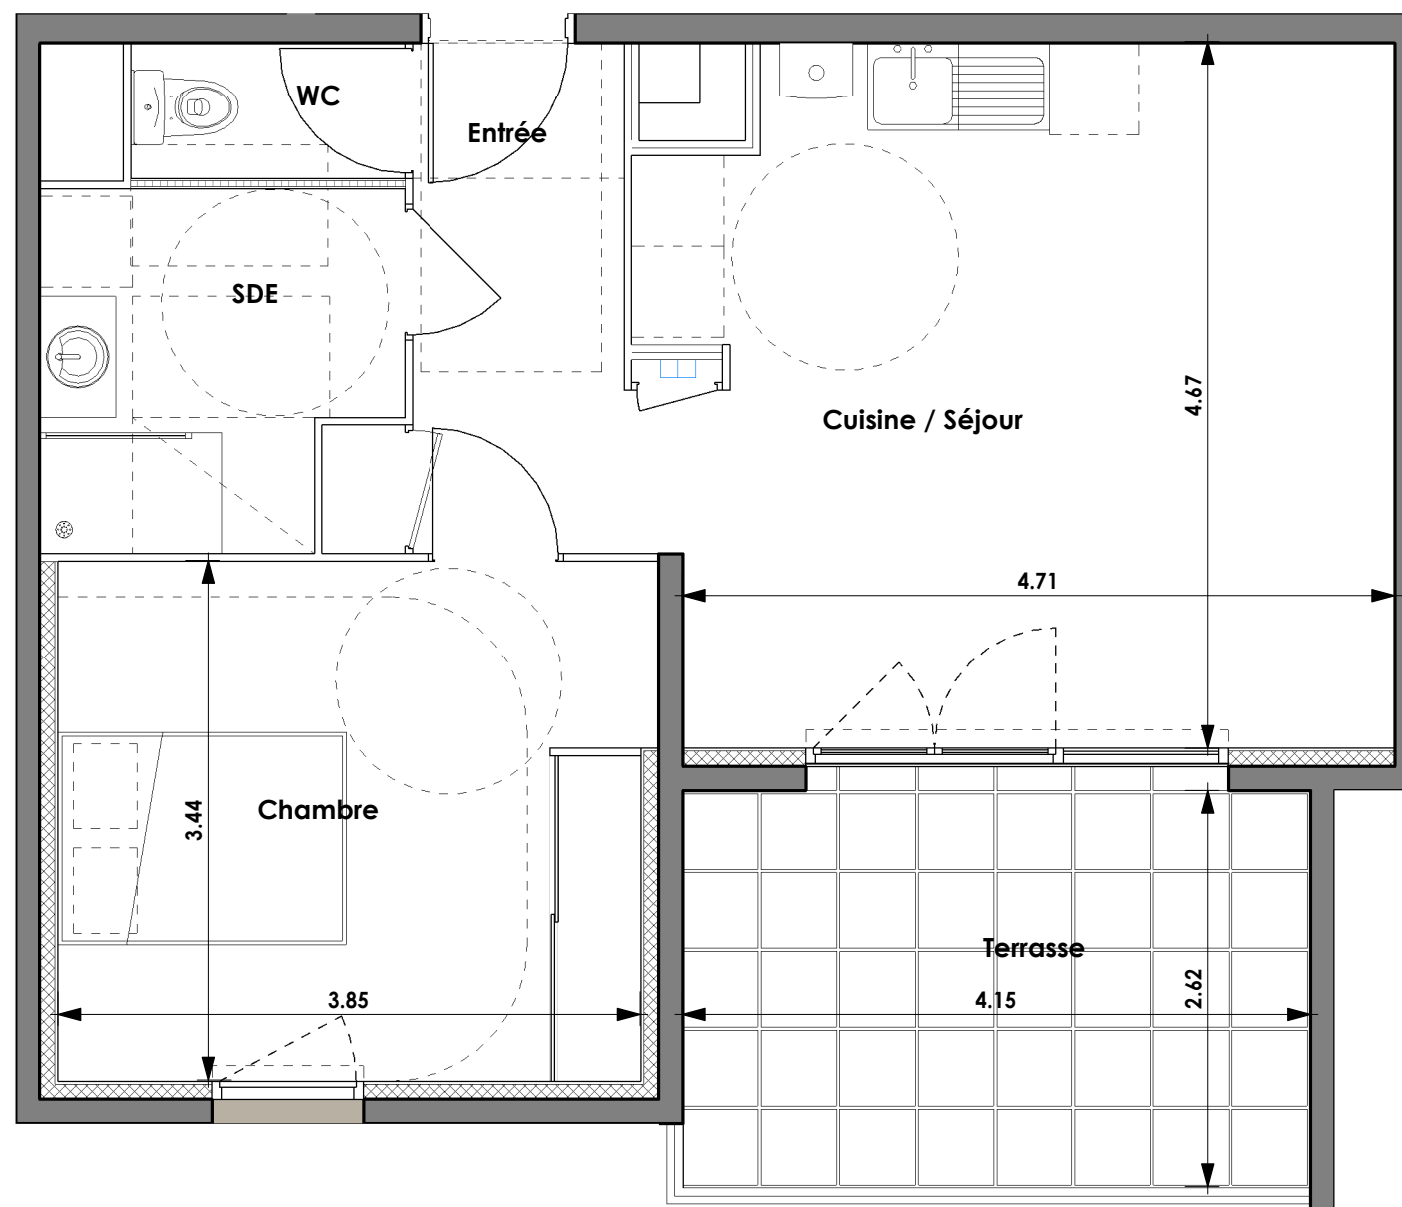 WC
Entrée
SDE
4.67
Cuisine / Séjour
4.71
Chambre
3.44
Terrasse
3.85
4.15
2.62